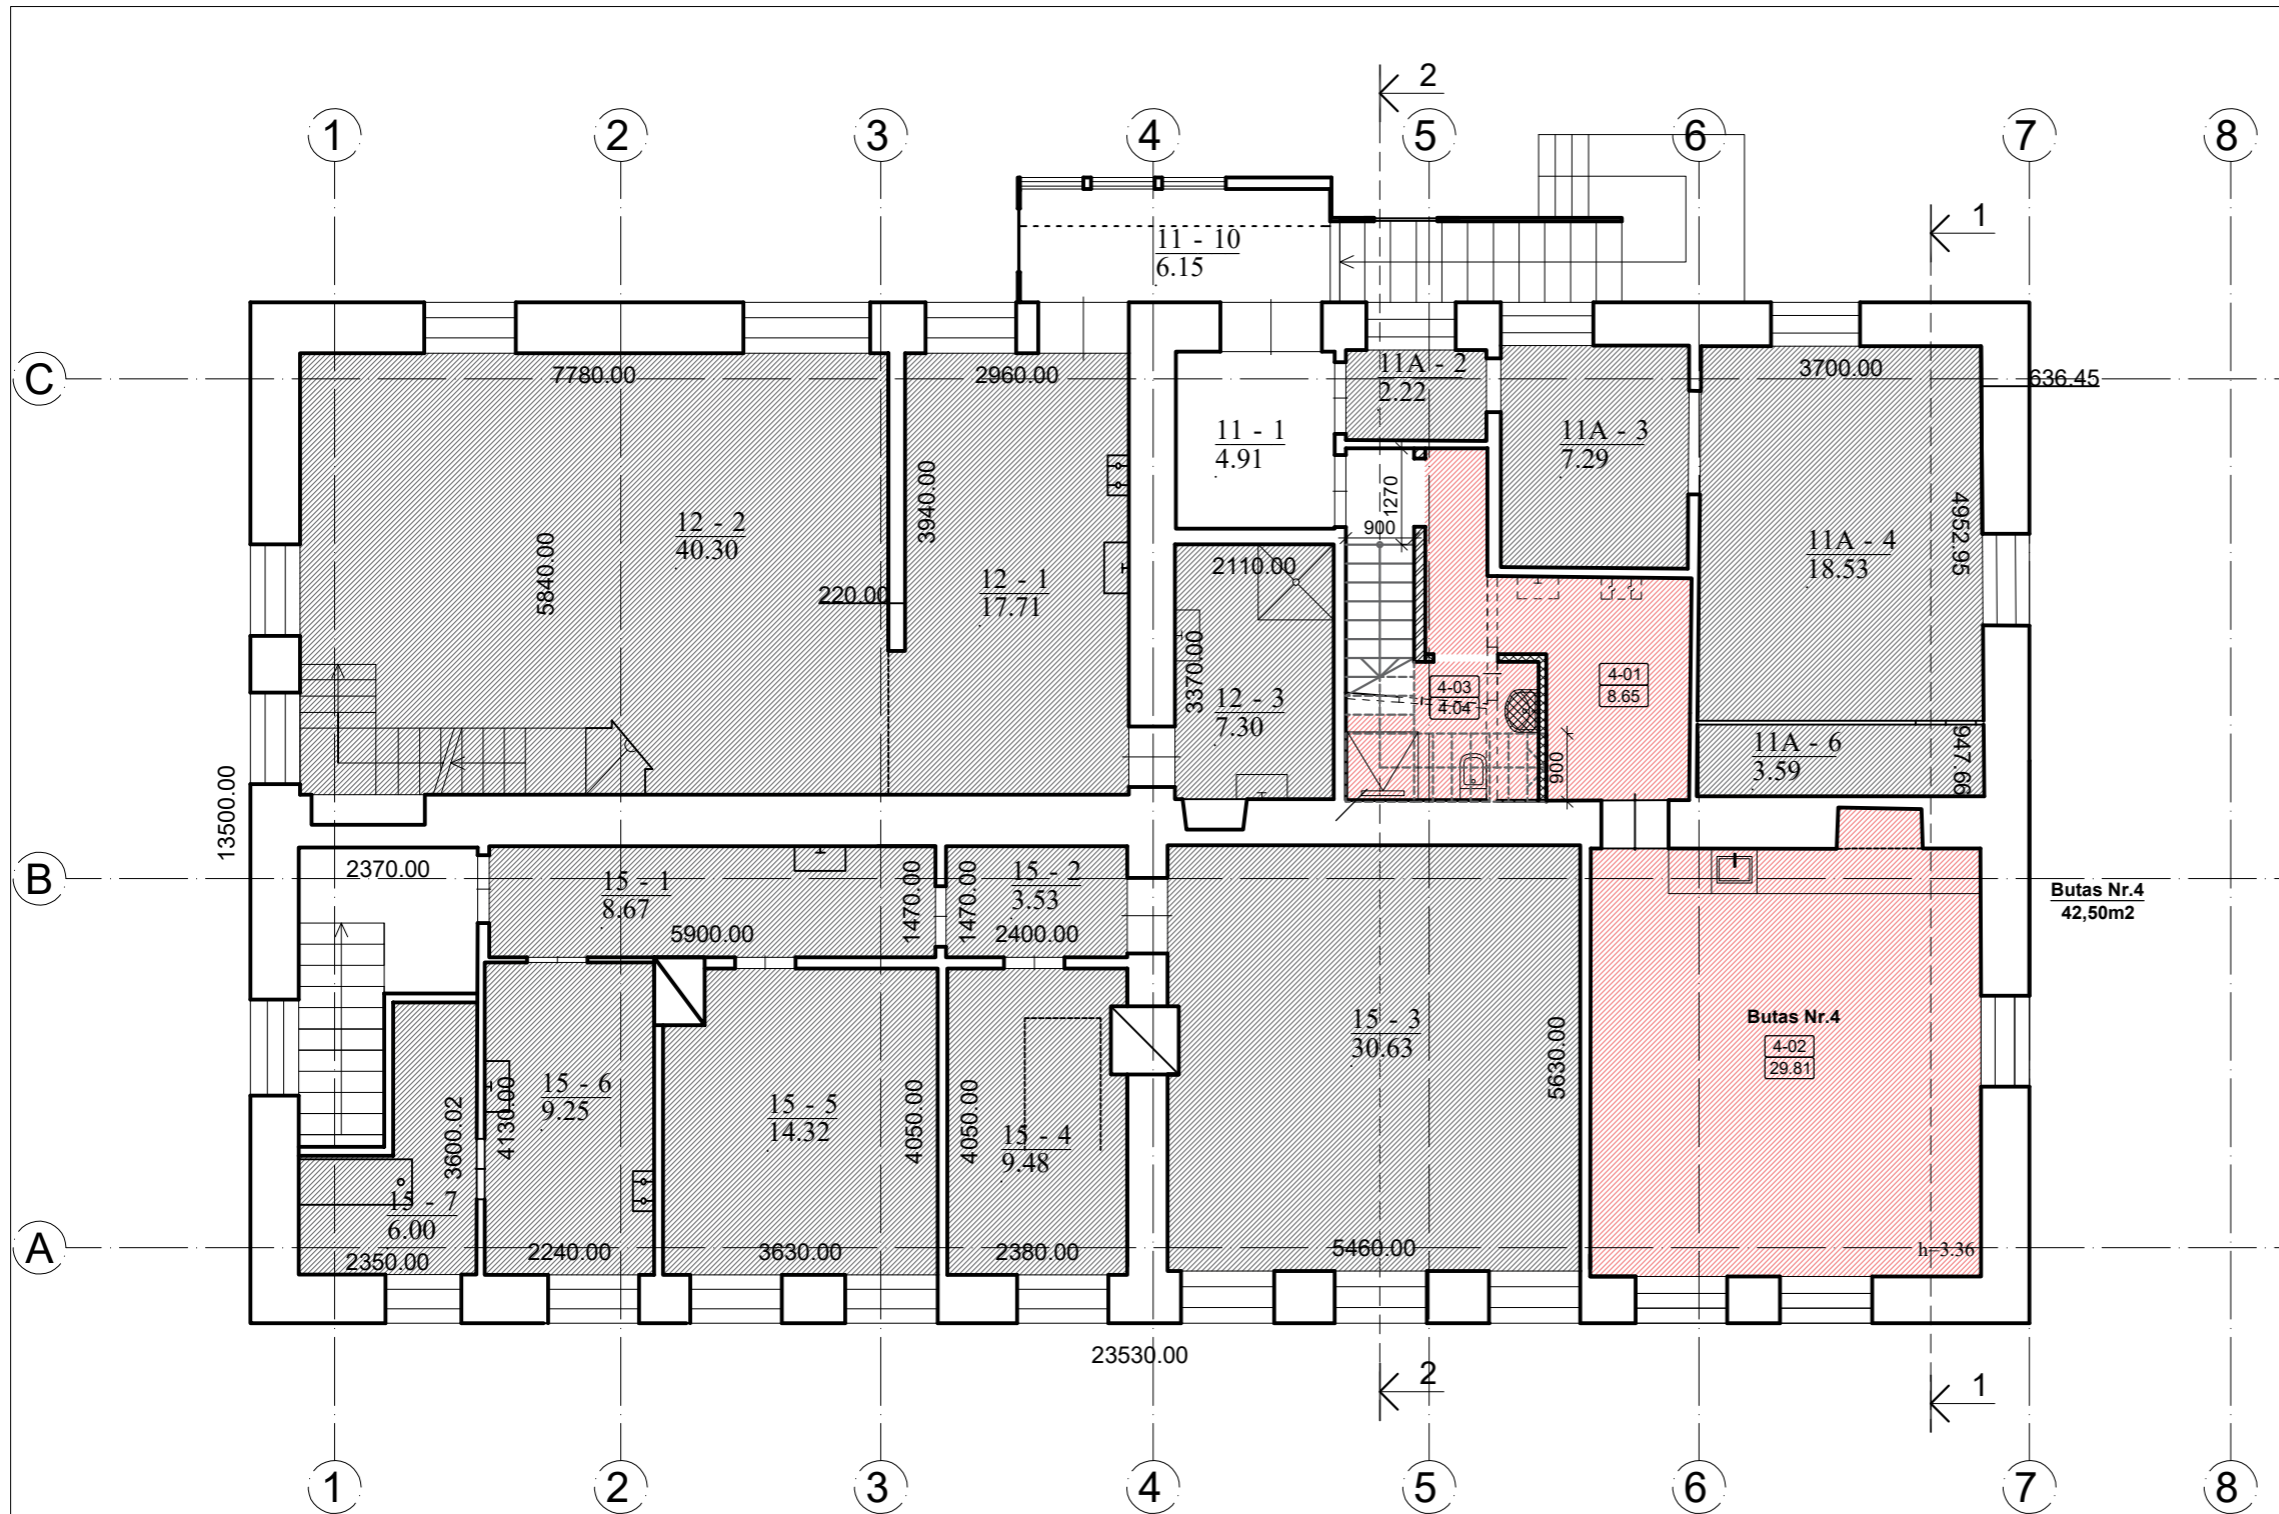 2
1 2 3 4 5 6 7 8
1
11 - 10
6.15
C
7780.00
2960.00
11A - 2
2.22
3700.00
636.45
11 - 1
4.91
11A - 3
7.29
3940.00
1270
900
4952.95
12 - 2
40.30
5840.00
220.00
12 - 1
17.71
2110.00
11A - 4
18.53
3370.00
12 - 3
7.30
4-03
4.04
4-01
8.65
900
11A - 6
3.59
947.66
13500.00
B
2370.00
15 - 1
8.67
5900.00
1470.00
1470.00
15 - 2
3.53
2400.00
Butas Nr.4
42,50m2
Butas Nr.4
4-02
29.81
15 - 3
30.63
5630.00
3600.02
4130.00
15 - 6
9.25
15 - 5
14.32
4050.00
4050.00
15 - 4
9.48
15 - 7
6.00
A
2350.00
2240.00
3630.00
2380.00
5460.00
h=3.36
23530.00
2
1
1 2 3 4 5 6 7 8